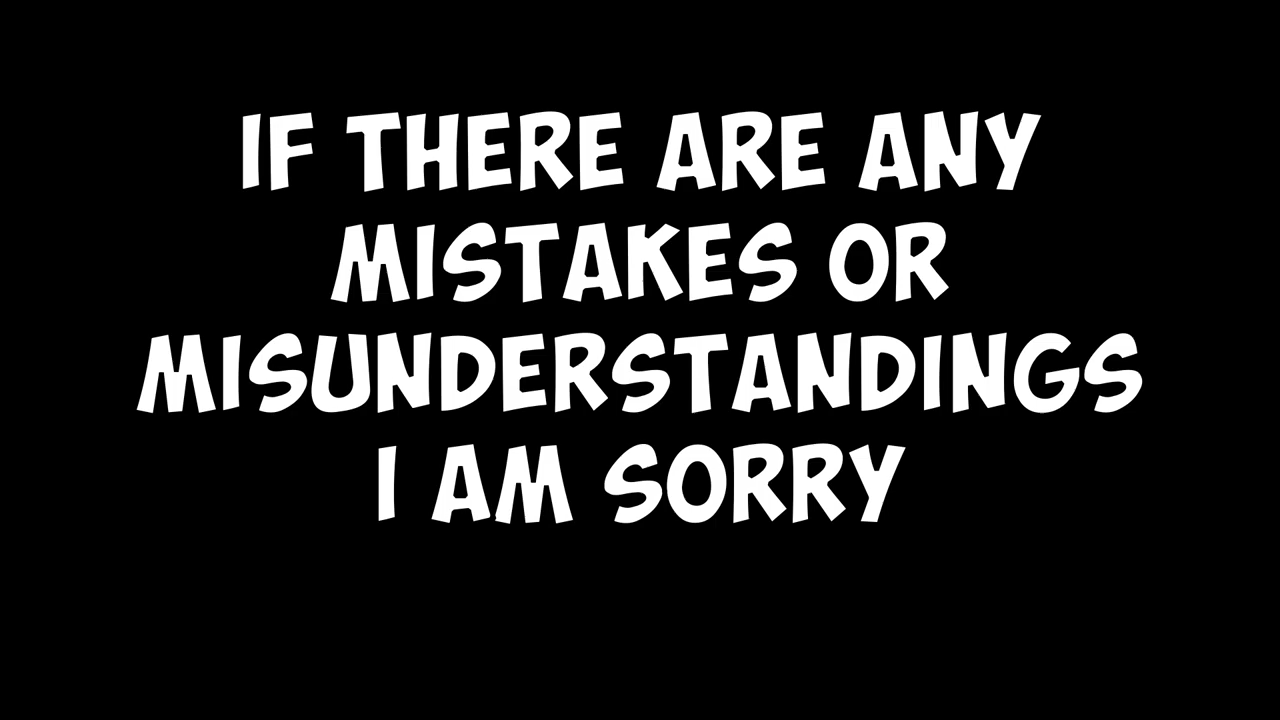 IF THERE ARE ANY
MISTAKES OR
MISUNDERSTANDINGS
I AM SORRY